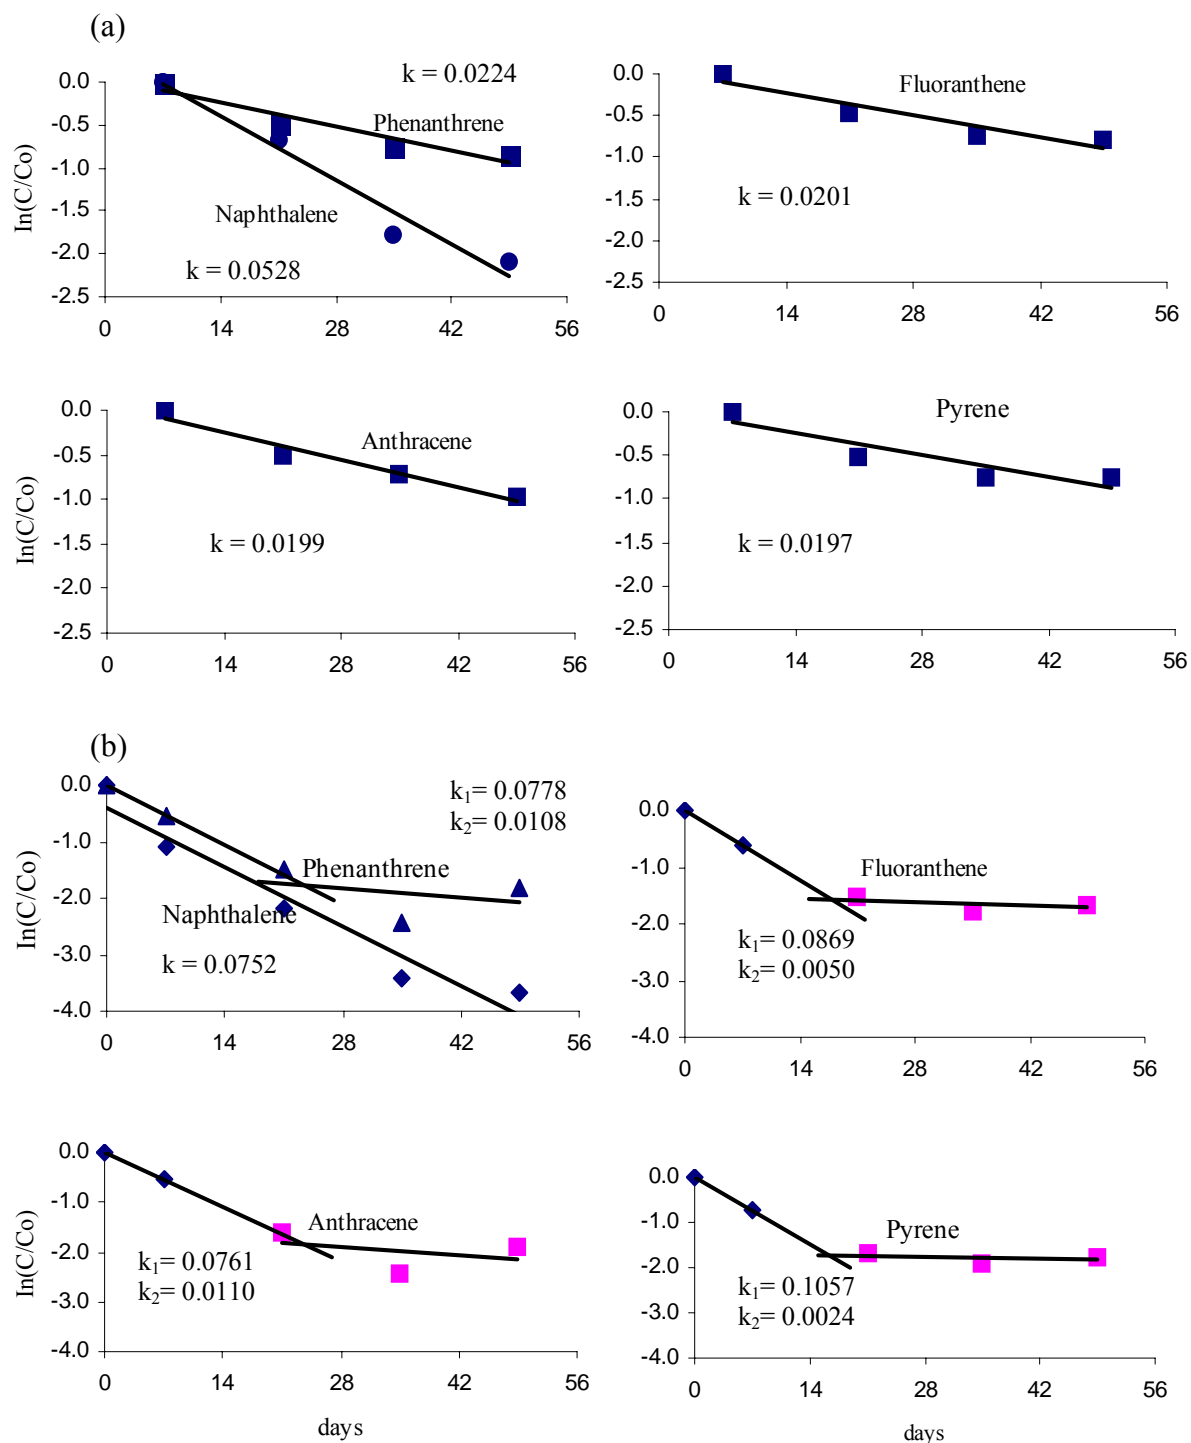 (a)
k = 0.0224
Phenanthrene
Naphthalene
k = 0.0528
ln(C/Co)
0.0
-0.5
-1.0
-1.5
-2.0
-2.5
0 14 28 42 56
Fluoranthene
k = 0.0201
0.0
-0.5
-1.0
-1.5
-2.0
-2.5
0 14 28 42 56
Anthracene
k = 0.0199
ln(C/Co)
0.0
-0.5
-1.0
-1.5
-2.0
-2.5
0 14 28 42 56
Pyrene
k = 0.0197
0.0
-0.5
-1.0
-1.5
-2.0
-2.5
0 14 28 42 56
(b)
k₁= 0.0778
k₂= 0.0108
Phenanthrene
Naphthalene
k = 0.0752
ln(C/Co)
0.0
-1.0
-2.0
-3.0
-4.0
0 14 28 42 56
Fluoranthene
k₁= 0.0869
k₂= 0.0050
0.0
-1.0
-2.0
-3.0
-4.0
0 14 28 42 56
Anthracene
k₁= 0.0761
k₂= 0.0110
ln(C/Co)
0.0
-1.0
-2.0
-3.0
-4.0
0 14 28 42 56
days
Pyrene
k₁= 0.1057
k₂= 0.0024
0.0
-1.0
-2.0
-3.0
-4.0
0 14 28 42 56
days